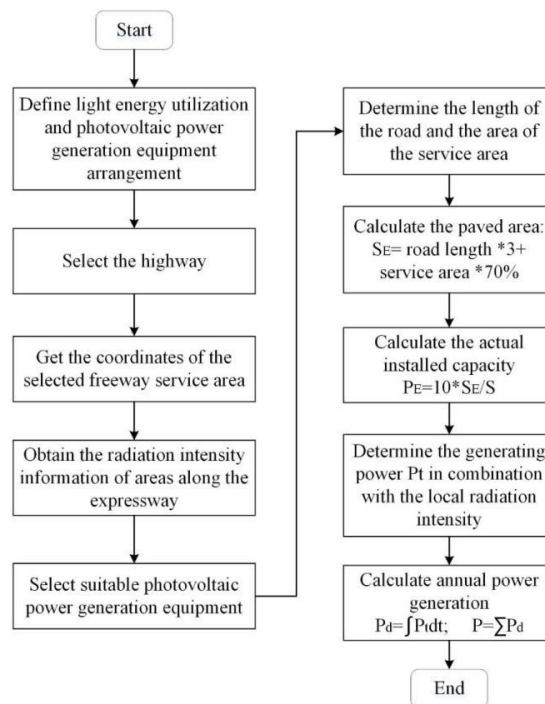 Start
Define light energy utilization
and photovoltaic power
generation equipment
arrangement
Select the highway
Get the coordinates of the
selected freeway service area
Obtain the radiation intensity
information of areas along the
expressway
Select suitable photovoltaic
power generation equipment
Determine the length of
the road and the area of
the service area
Calculate the paved area:
SE= road length *3+
service area *70%
Calculate the actual
installed capacity
PE=10*SE/S
Determine the generating
power Pt in combination
with the local radiation
intensity
Calculate annual power
generation
Pd=∫Ptdt; P=∑Pd
End